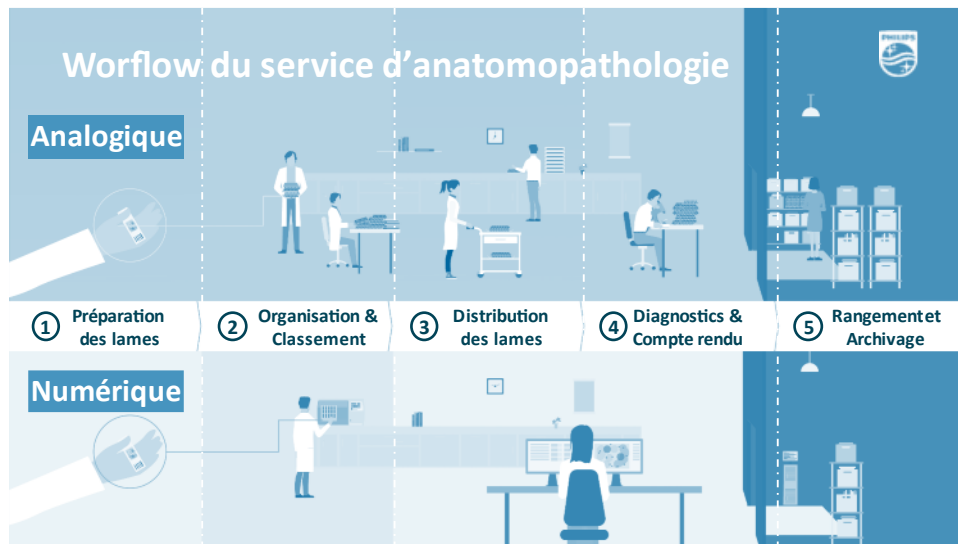 Worflow du service d'anatomopathologie
PHILIPS
Analogique
1 Préparation
des lames
2 Organisation &
Classement
3 Distribution
des lames
4 Diagnostics &
Compte rendu
5 Rangement et
Archivage
Numérique